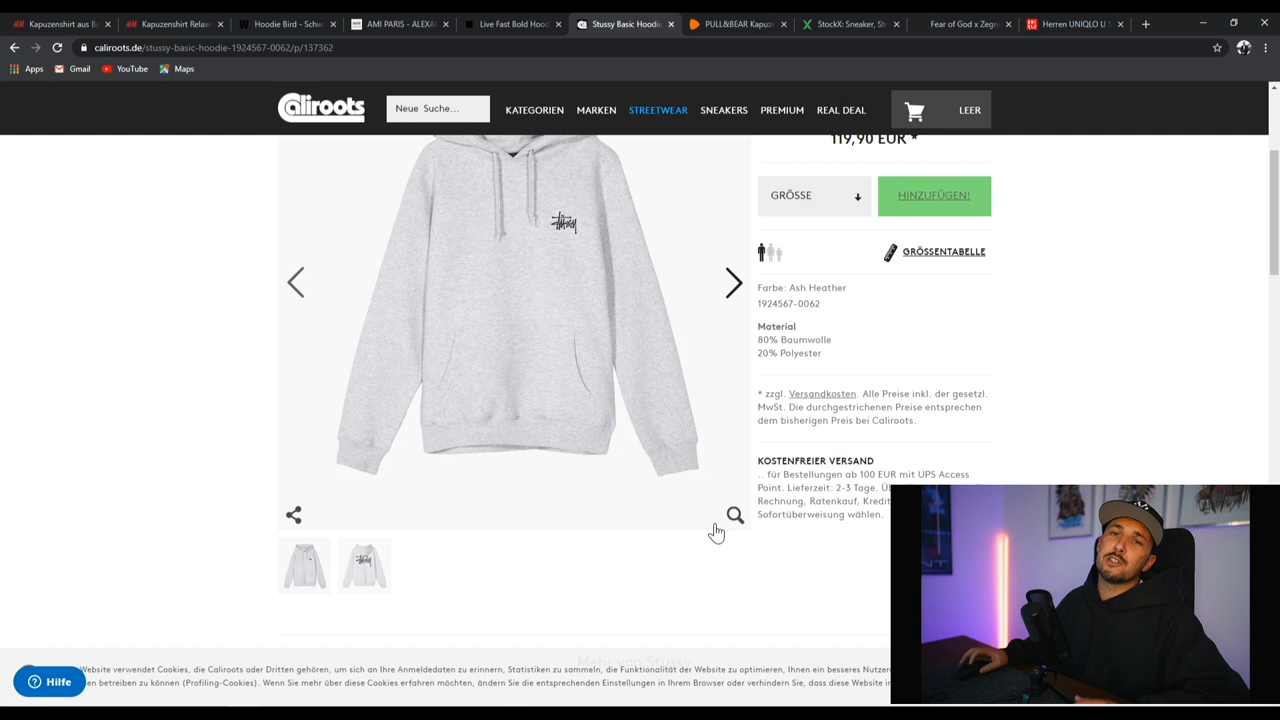 Kapuzenshirt aus B
Kapuzenshirt Relax
Hoodie Bird - Schw
AMI PARIS - ALEXA
Live Fast Bold Hood
Stussy Basic Hoodie
PULL&BEAR Kapuz
StockX: Sneaker, Str
Fear of God x Zegn
Herren UNIQLO U S
caliroots.de/stussy-basic-hoodie-1924567-0062/p/137362
Apps Gmail YouTube Maps
Caliroots
Neue Suche...
KATEGORIEN MARKEN STREETWEAR SNEAKERS PREMIUM REAL DEAL
LEER
119,90 EUR *
GRÖSSE
HINZUFÜGEN!
GRÖSSENTABELLE
Farbe: Ash Heather
1924567-0062
Material
80% Baumwolle
20% Polyester
* zzgl. Versandkosten. Alle Preise inkl. der gesetzl.
MwSt. Die durchgestrichenen Preise entsprechen
dem bisherigen Preis bei Caliroots.
KOSTENFREIER VERSAND
.. für Bestellungen ab 100 EUR mit UPS Access
Point. Lieferzeit: 2-3 Tage.
Rechnung, Ratenkauf, Kredit
Sofortüberweisung wählen.
Stüssy
Stüssy
Mehr von Stussy
Website verwendet Cookies, die Caliroots oder Dritten gehören, um sich an Ihre Anmeldedaten zu erinnern, Statistiken zu sammeln, die Funktionalität der Website zu optimieren, Ihnen ein besseres Nutzer
en betreiben zu können (Profiling-Cookies). Wenn Sie mehr über diese Cookies erfahren möchten, ändern Sie die entsprechenden Einstellungen in Ihrem Browser oder verhindern Sie, dass diese Website
Hilfe